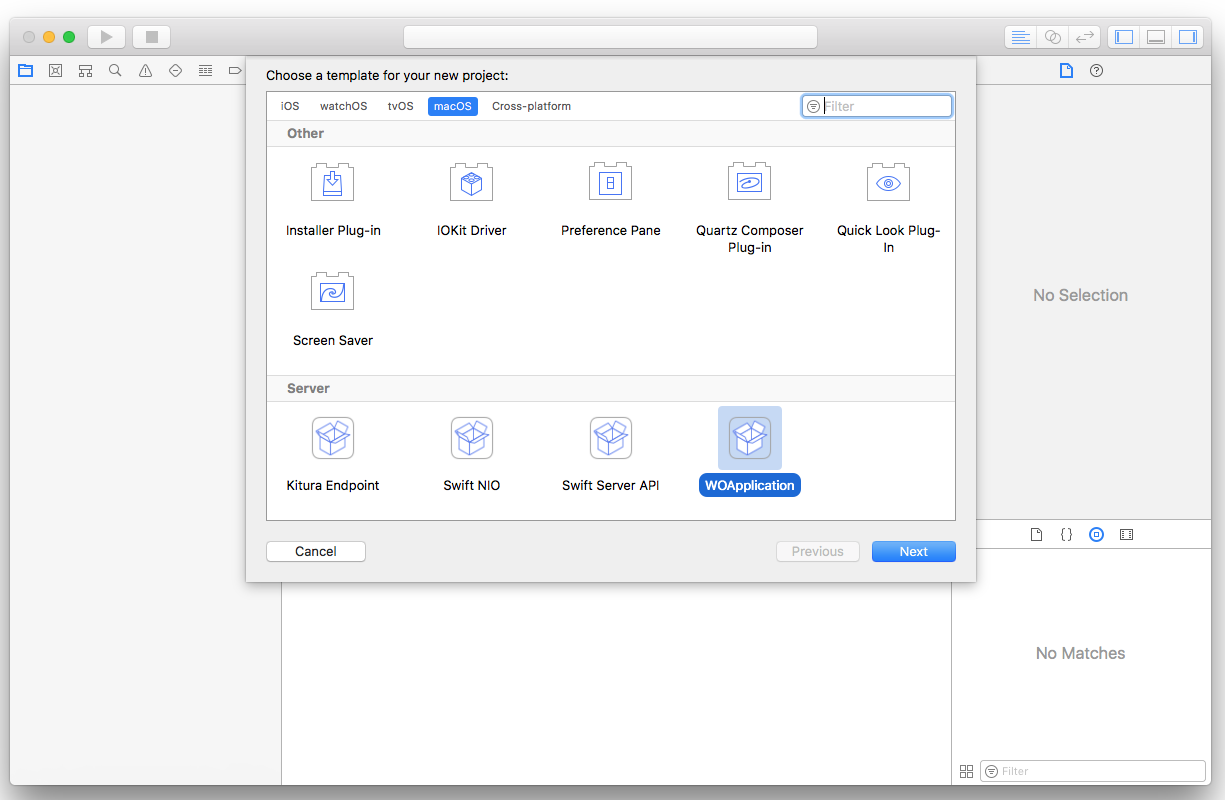 Choose a template for your new project:
iOS watchOS tvOS macOS Cross-platform Filter
Other
Installer Plug-in IOKit Driver Preference Pane Quartz Composer Quick Look Plug-
Plug-in In
Screen Saver
Server
Kitura Endpoint Swift NIO Swift Server API WOApplication
Cancel Previous Next
No Selection
No Matches
Filter